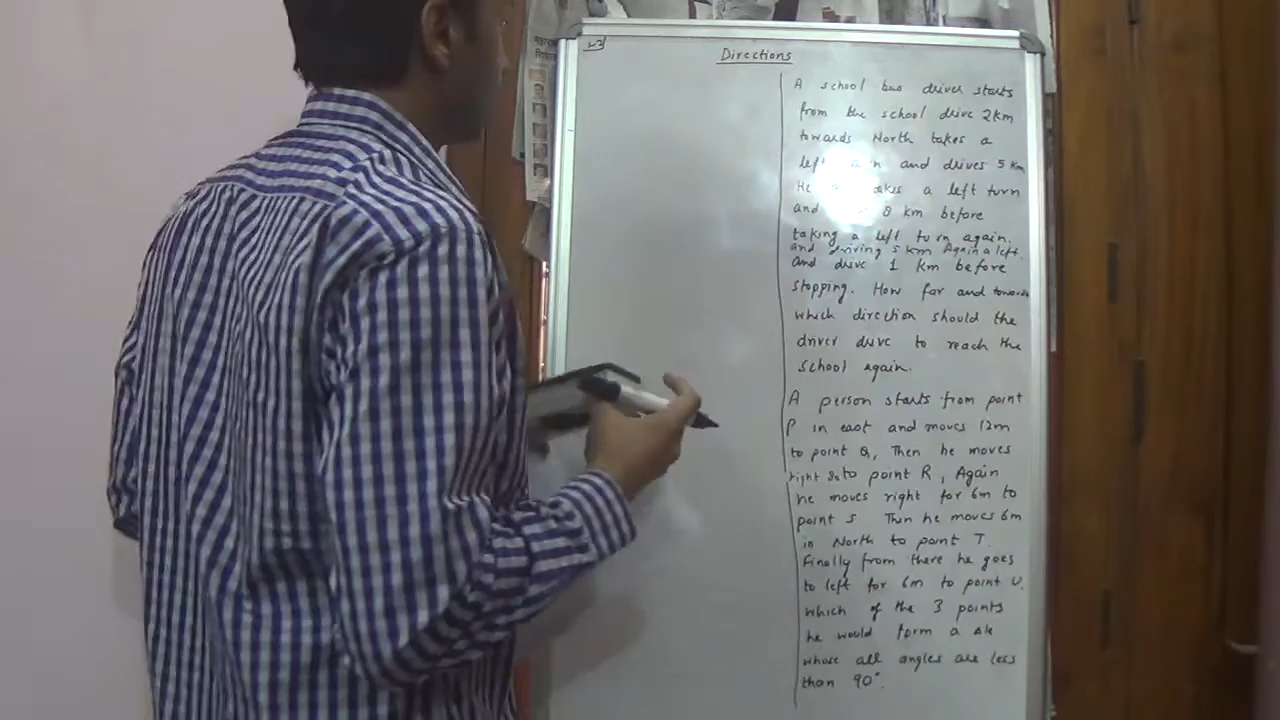 Directions
A school bus driver starts
from the school drive 2km
towards North takes a
left and drives 5 km
He takes a left turn
and 8 km before
taking a left turn again.
and driving 5 km Again a left
and drive 1 km before
stopping. How far and towards
which direction should the
driver drive to reach the
school again.
A person starts from point
P in east and moves 12m
to point Q, Then he moves
right to point R, Again
he moves right for 6m to
point S Then he moves 6m
in North to point T.
Finally from there he goes
to left for 6m to point U.
which of the 3 points
he would form a
whose all angles are less
than 90°.